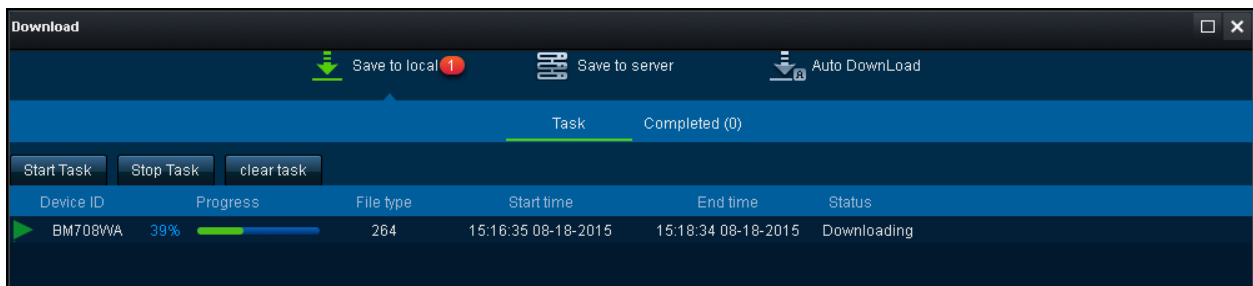 Download
Save to local 1 Save to server Auto DownLoad
Task Completed (0)
Start Task Stop Task clear task
Device ID Progress File type Start time End time Status
BM708WA 39% 264 15:16:35 08-18-2015 15:18:34 08-18-2015 Downloading